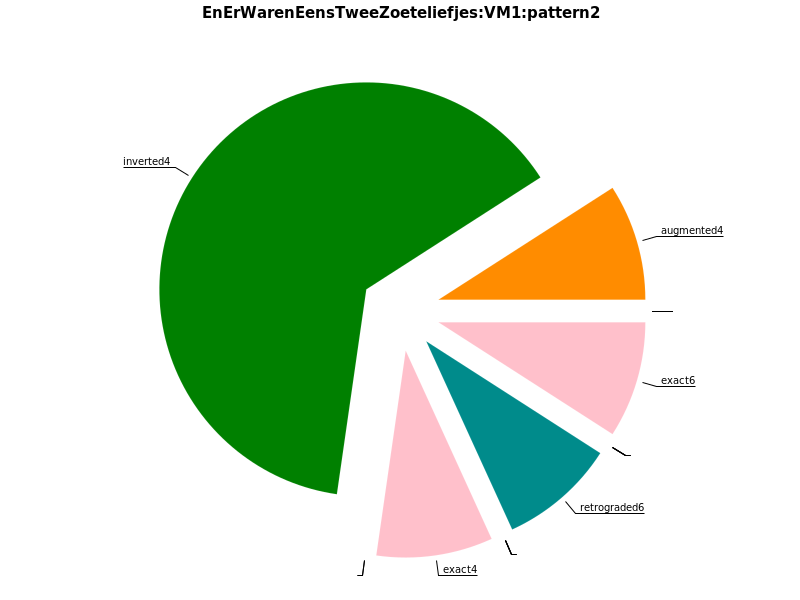 EnErWarenEensTweeZoeteliefjes:VM1:pattern2
inverted4
augmented4
exact6
retrograded6
exact4